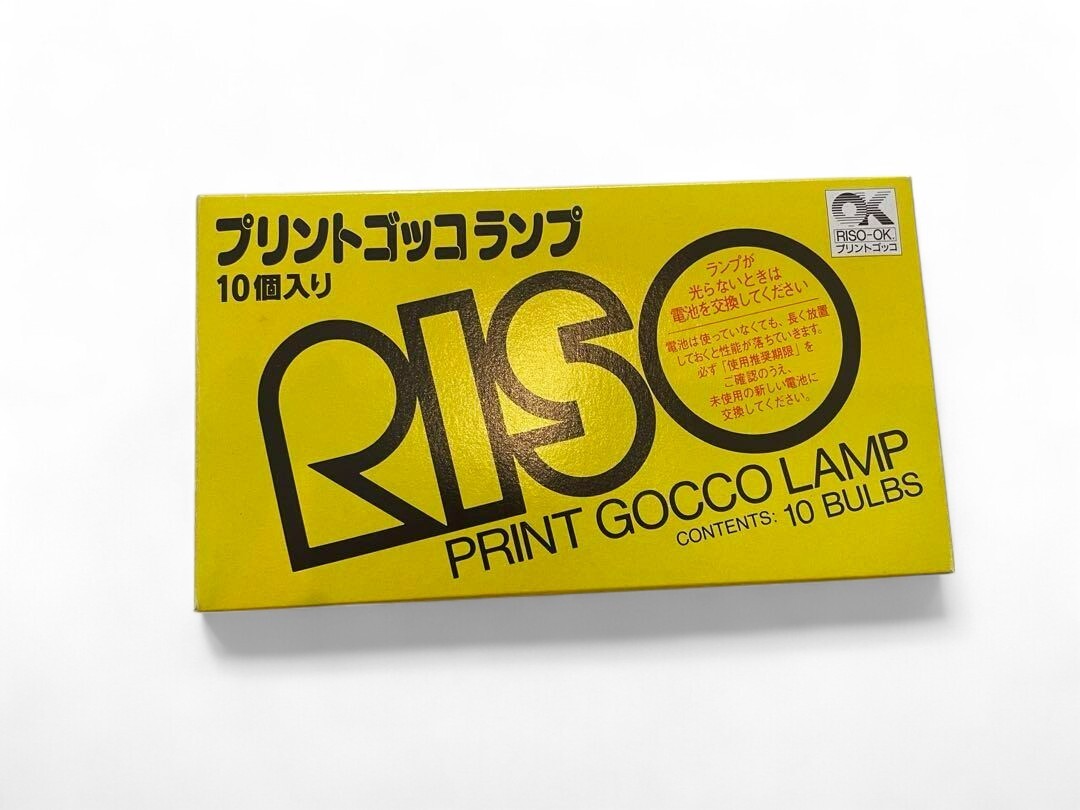 プリントゴッコランプ
10個入り
OK
RISO-OK.
プリントゴッコ
RISO
ランプが
光らないときは
電池を交換してください
電池は使っていなくても、長く放置
しておくと性能が落ちていきます。
必ず「使用推奨期限」を
ご確認のうえ、
未使用の新しい電池に
交換してください。
PRINT GOCCO LAMP
CONTENTS: 10 BULBS